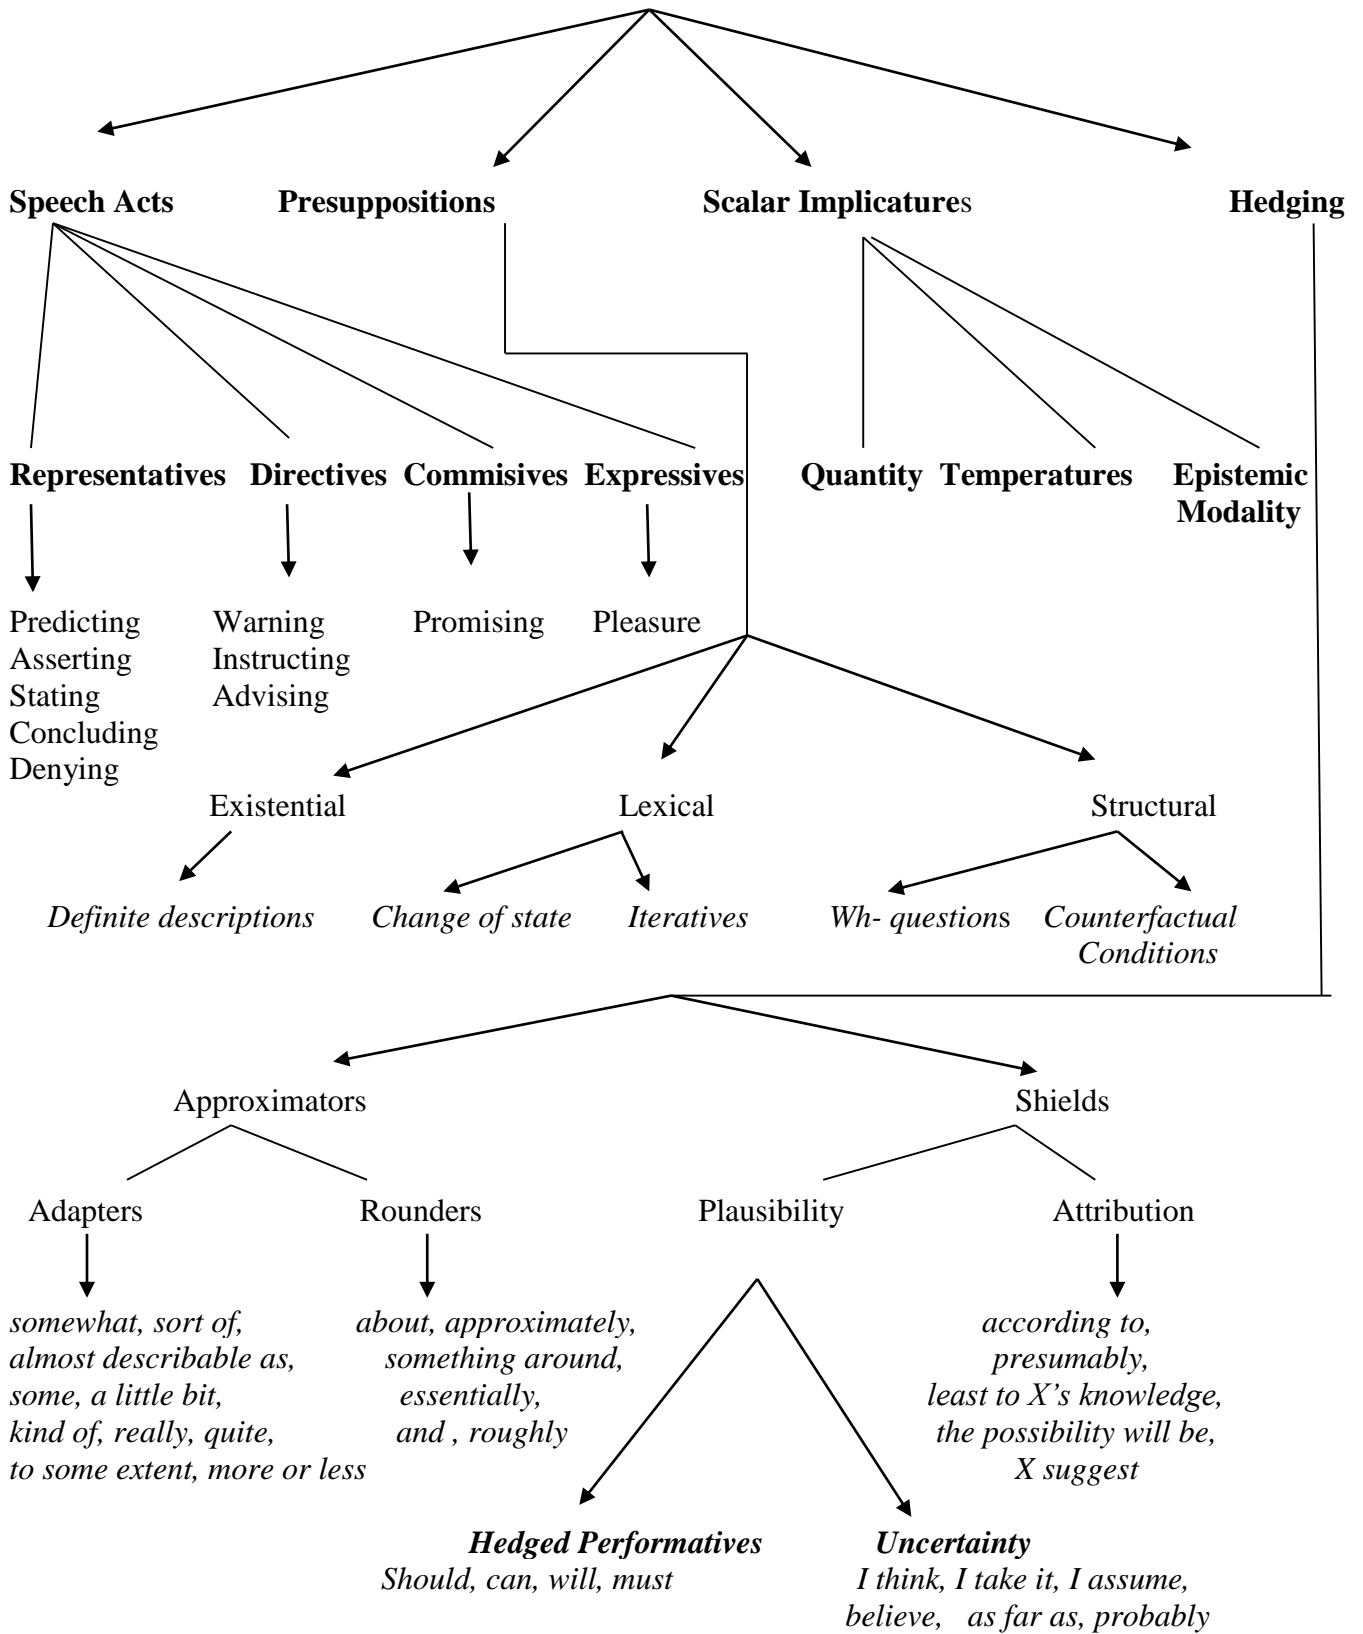 Speech Acts Presuppositions Scalar Implicatures Hedging
Representatives Directives Commisives Expressives Quantity Temperatures Epistemic
Modality
Predicting Warning Promising Pleasure
Asserting Instructing
Stating Advising
Concluding
Denying
Existential Lexical Structural
Definite descriptions Change of state Iteratives Wh- questions Counterfactual
Conditions
Approximators Shields
Adapters Rounders Plausibility Attribution
somewhat, sort of, about, approximately, according to,
almost describable as, something around, presumably,
some, a little bit, essentially, least to X’s knowledge,
kind of, really, quite, and , roughly the possibility will be,
to some extent, more or less X suggest
Hedged Performatives Uncertainty
Should, can, will, must I think, I take it, I assume,
believe, as far as, probably